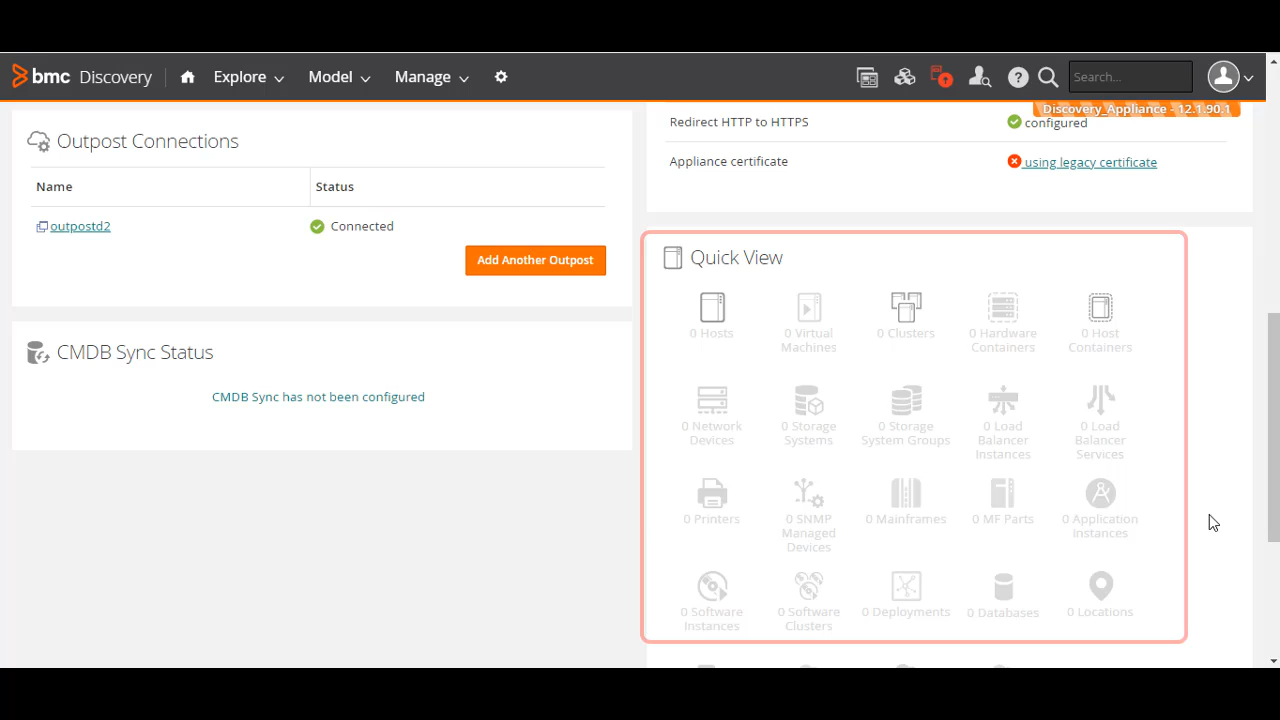 bmc Discovery
Explore
Model
Manage
Search...
Discovery_Appliance - 12.1.90.1
Outpost Connections
Name Status
outpostd2 Connected
Add Another Outpost
CMDB Sync Status
CMDB Sync has not been configured
Redirect HTTP to HTTPS configured
Appliance certificate using legacy certificate
Quick View
0 Hosts
0 Virtual
Machines
0 Clusters
0 Hardware
Containers
0 Host
Containers
0 Network
Devices
0 Storage
Systems
0 Storage
System Groups
0 Load
Balancer
Instances
0 Load
Balancer
Services
0 Printers
0 SNMP
Managed
Devices
0 Mainframes
0 MF Parts
0 Application
Instances
0 Software
Instances
0 Software
Clusters
0 Deployments
0 Databases
0 Locations